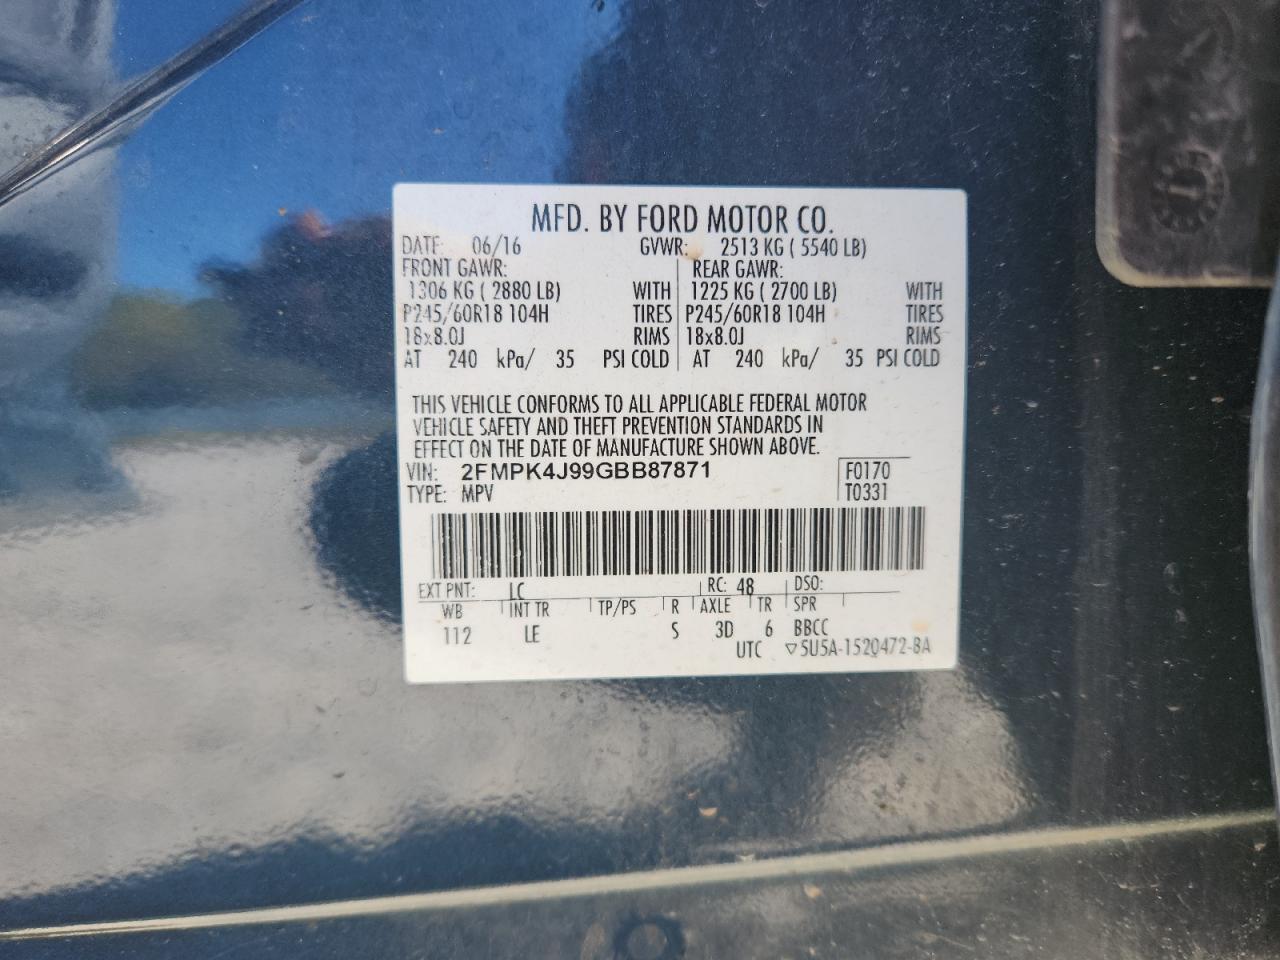 MFD. BY FORD MOTOR CO.
DATE: 06/16 GVWR: 2513 KG ( 5540 LB)
FRONT GAWR: REAR GAWR:
1306 KG ( 2880 LB) WITH 1225 KG ( 2700 LB) WITH
P245/60R18 104H TIRES P245/60R18 104H TIRES
18x8.0J RIMS 18x8.0J RIMS
AT 240 kPa/ 35 PSI COLD AT 240 kPa/ 35 PSI COLD
THIS VEHICLE CONFORMS TO ALL APPLICABLE FEDERAL MOTOR
VEHICLE SAFETY AND THEFT PREVENTION STANDARDS IN
EFFECT ON THE DATE OF MANUFACTURE SHOWN ABOVE.
VIN: 2FMPK4J99GBB87871 F0170
TYPE: MPV T0331
EXT PNT: LC RC: 48 DSO:
WB INT TR TP/PS R AXLE TR SPR
112 LE S 3D 6 BBCC
UTC ▽5U5A-1520472-BA